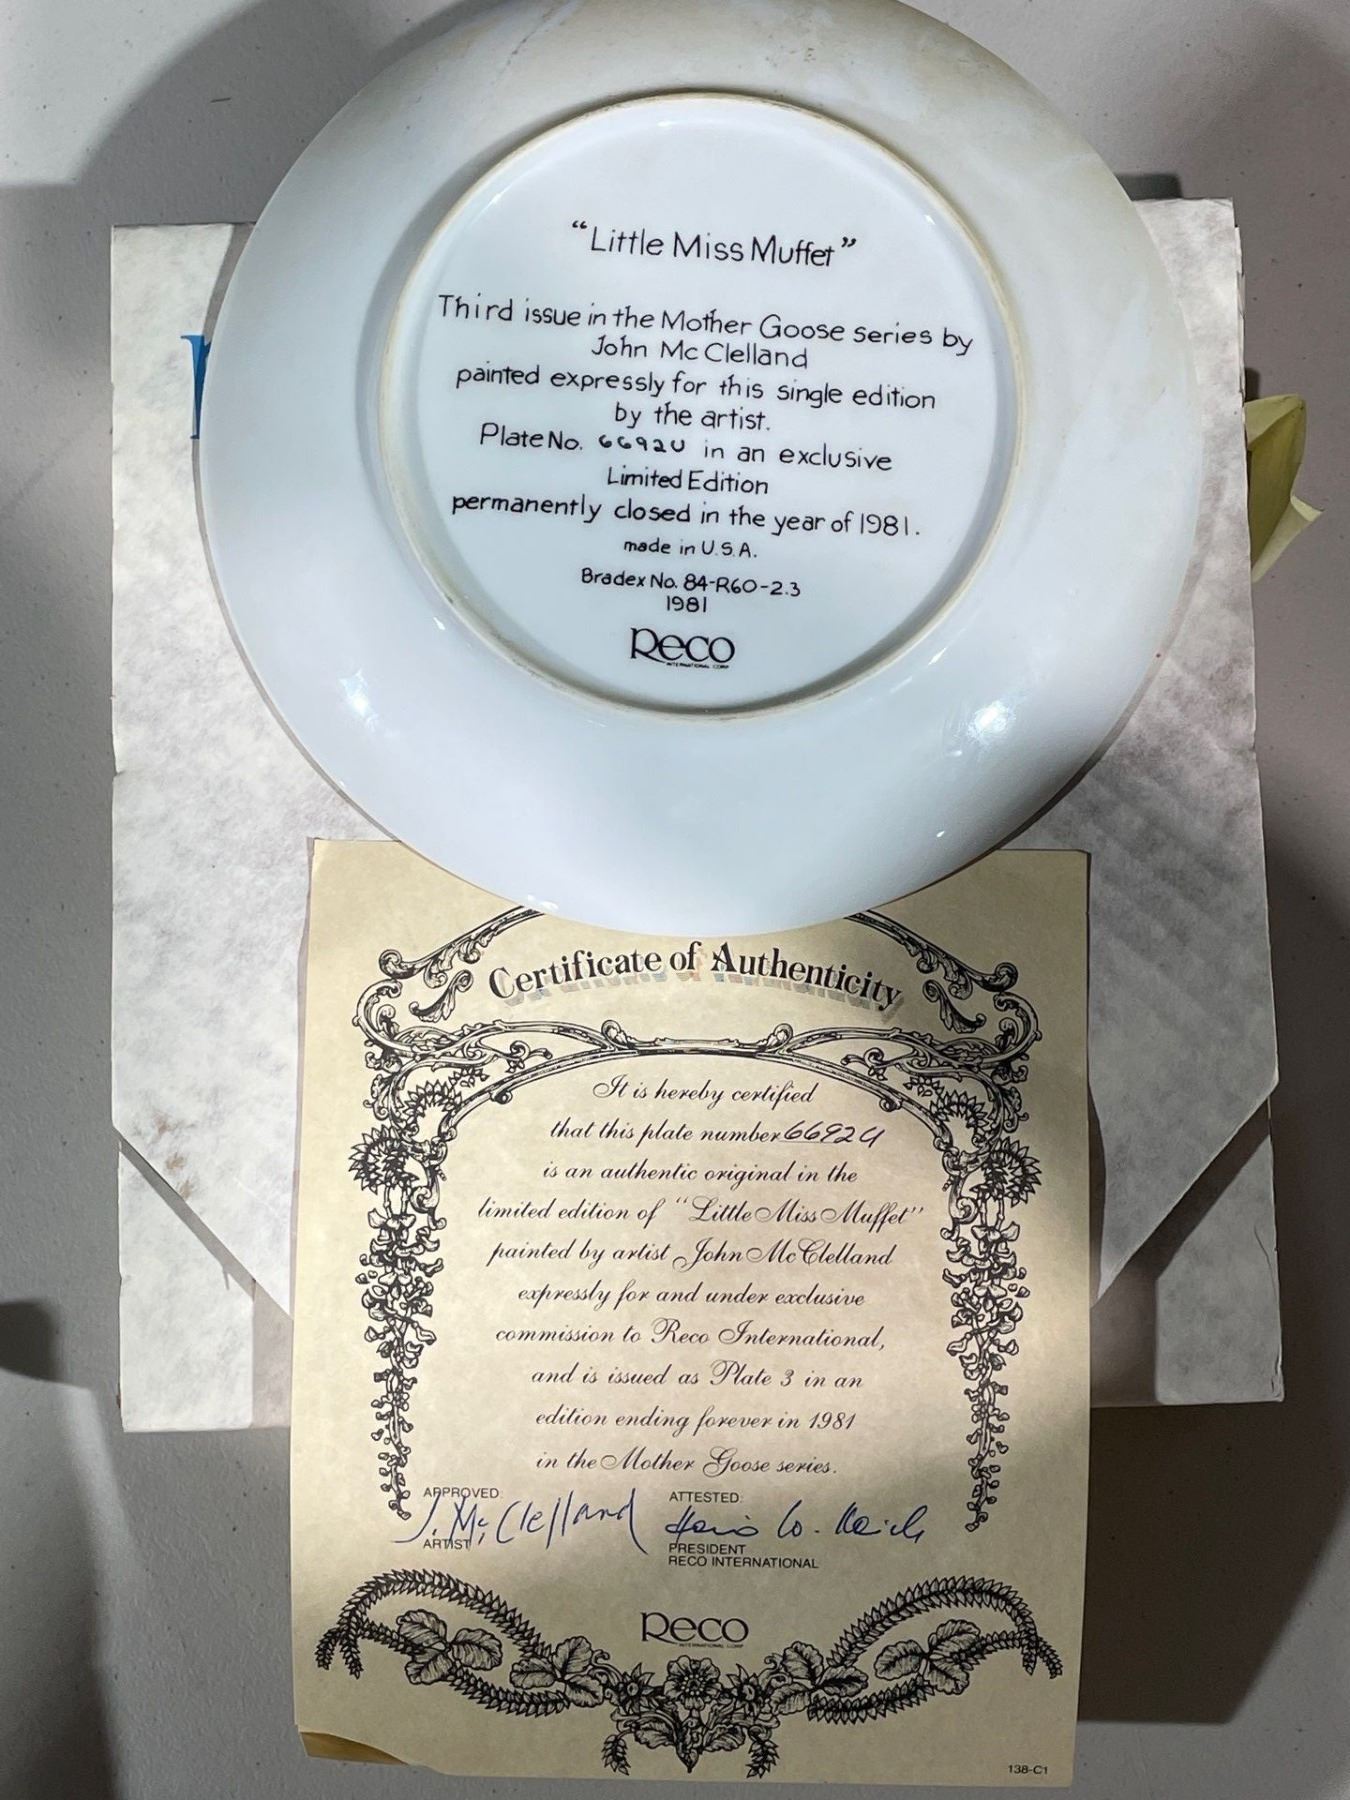 “Little Miss Muffet”
Third issue in the Mother Goose series by
John McClelland
painted expressly for this single edition
by the artist.
Plate No. 6692U in an exclusive
Limited Edition
permanently closed in the year of 1981.
made in U.S.A.
Bradex No. 84-R60-2.3
1981
Reco
INTERNATIONAL CORP
Certificate of Authenticity
It is hereby certified
that this plate number 6692U
is an authentic original in the
limited edition of “Little Miss Muffet”
painted by artist John McClelland
expressly for and under exclusive
commission to Reco International,
and is issued as Plate 3 in an
edition ending forever in 1981
in the Mother Goose series.
APPROVED: ATTESTED:
J. McClelland
ARTIST PRESIDENT
RECO INTERNATIONAL
Reco
INTERNATIONAL CORP
138-C1